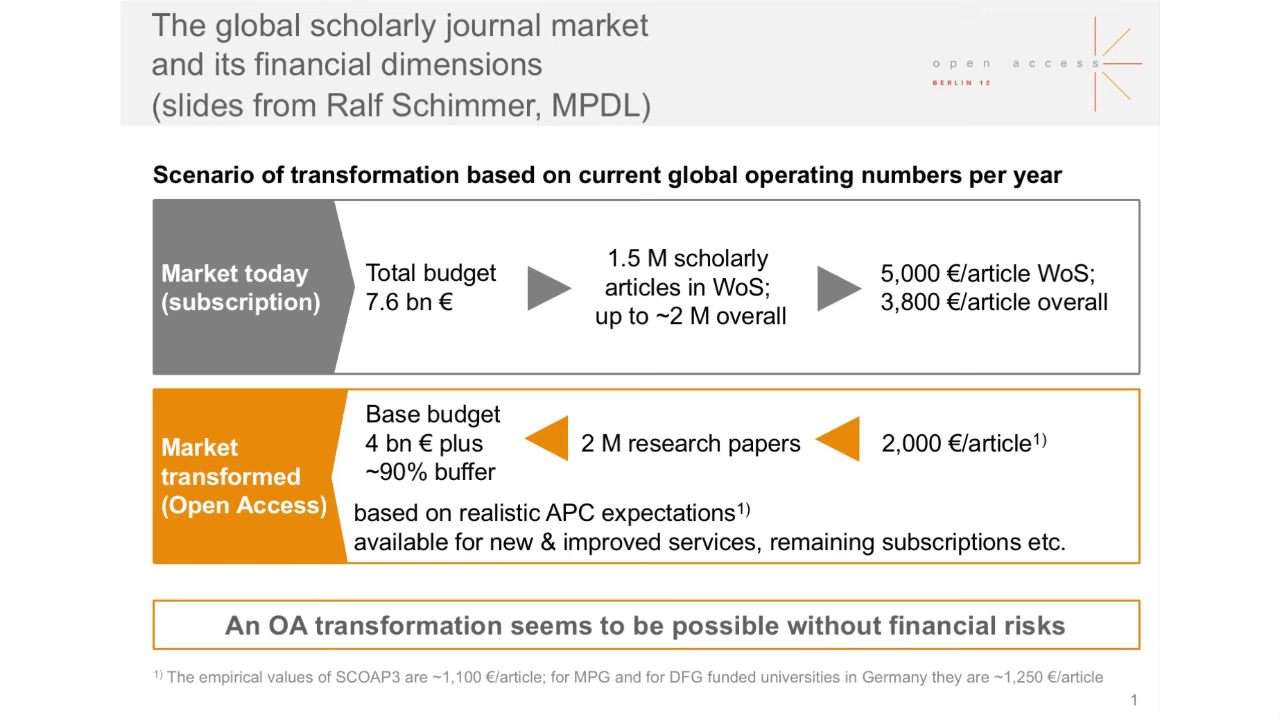 The global scholarly journal market
and its financial dimensions
(slides from Ralf Schimmer, MPDL)
open access
BERLIN 12
Scenario of transformation based on current global operating numbers per year
Market today
(subscription)
Total budget
7.6 bn €
1.5 M scholarly
articles in WoS;
up to ~2 M overall
5,000 €/article WoS;
3,800 €/article overall
Market
transformed
(Open Access)
Base budget
4 bn € plus
~90% buffer
2 M research papers
2,000 €/article1)
based on realistic APC expectations1)
available for new & improved services, remaining subscriptions etc.
An OA transformation seems to be possible without financial risks
1) The empirical values of SCOAP3 are ~1,100 €/article; for MPG and for DFG funded universities in Germany they are ~1,250 €/article
1